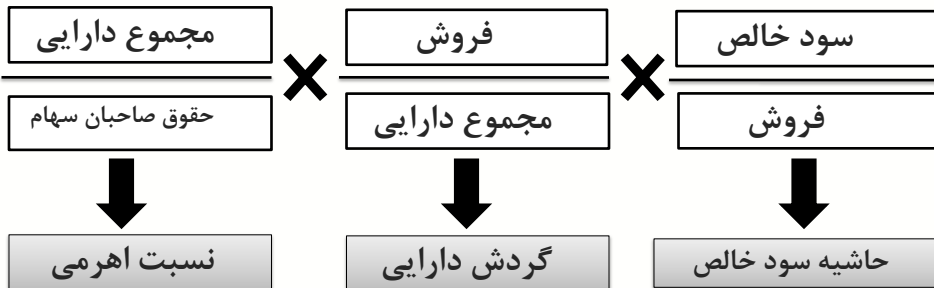 سود خالص × فروش × مجموع دارایی
فروش   مجموع دارایی   حقوق صاحبان سهام
حاشیه سود خالص   گردش دارایی   نسبت اهرمی